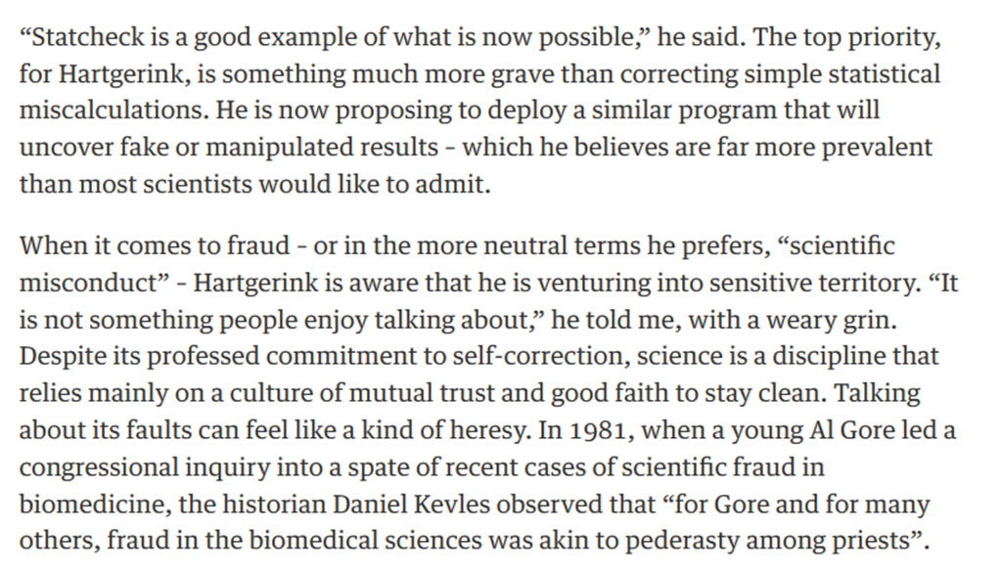 “Statcheck is a good example of what is now possible,” he said. The top priority,
for Hartgerink, is something much more grave than correcting simple statistical
miscalculations. He is now proposing to deploy a similar program that will
uncover fake or manipulated results – which he believes are far more prevalent
than most scientists would like to admit.
When it comes to fraud – or in the more neutral terms he prefers, “scientific
misconduct” – Hartgerink is aware that he is venturing into sensitive territory. “It
is not something people enjoy talking about,” he told me, with a weary grin.
Despite its professed commitment to self-correction, science is a discipline that
relies mainly on a culture of mutual trust and good faith to stay clean. Talking
about its faults can feel like a kind of heresy. In 1981, when a young Al Gore led a
congressional inquiry into a spate of recent cases of scientific fraud in
biomedicine, the historian Daniel Kevles observed that “for Gore and for many
others, fraud in the biomedical sciences was akin to pederasty among priests”.